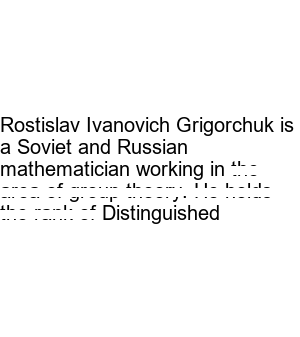 Rostislav Ivanovich Grigorchuk is
a Soviet and Russian
mathematician working in the
area of group theory. He holds
the rank of Distinguished